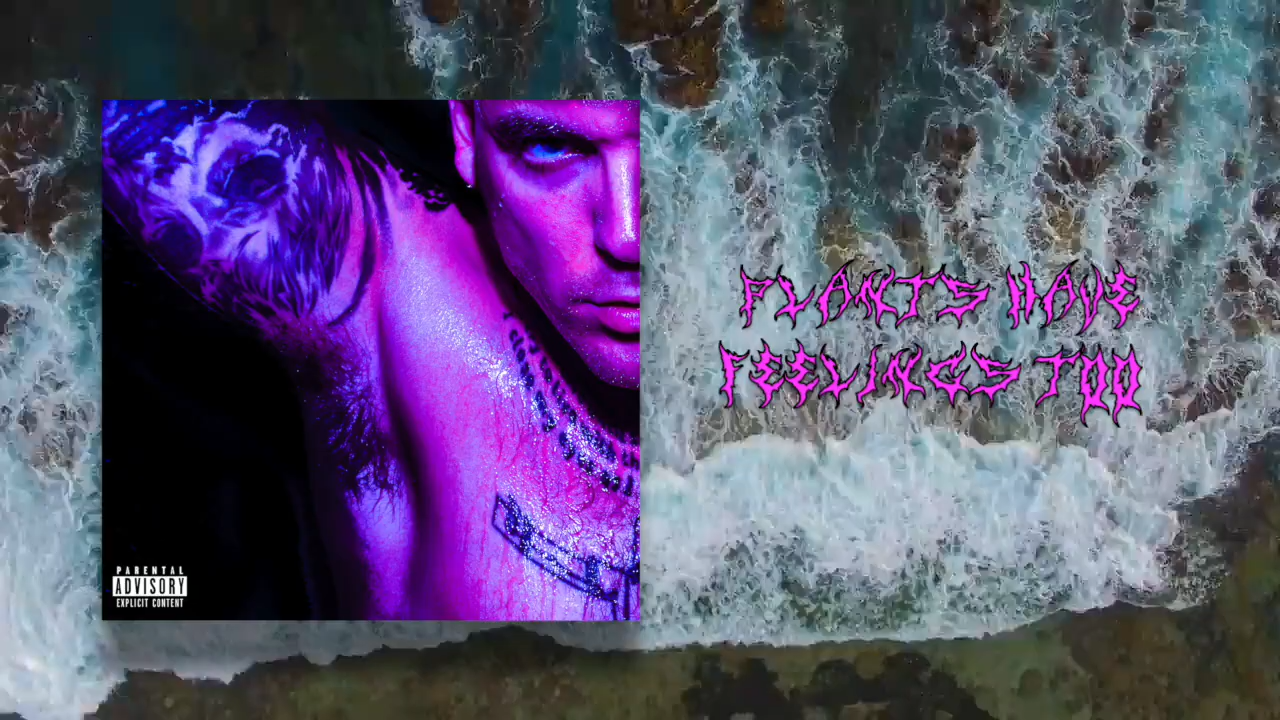 PARENTAL
ADVISORY
EXPLICIT CONTENT
PLANTS HAVE
FEELINGS TOO